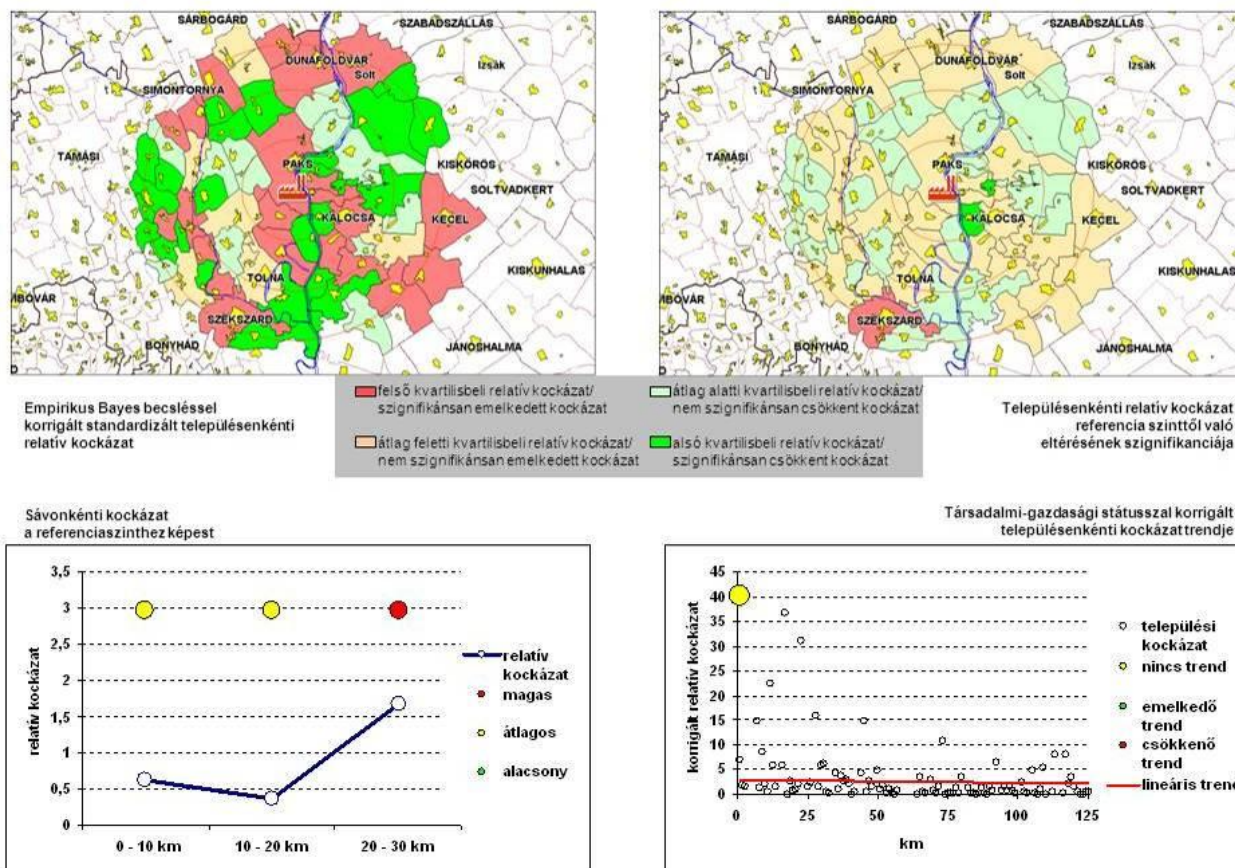 SÁRBOGÁRD
SZABADSZÁLLÁS
DUNAFÖLDVÁR
Izsák
Solt
SIMONTORNYA
TAMÁSI
PAKS
KISKŐRÖS
SOLTVADKERT
KALOCSA
KECEL
TOLNA
KISKUNHALAS
MBOVÁR
SZEKSZÁRD
BONYHÁD
JÁNOSHALMA
SÁRBOGÁRD
SZABADSZÁLLÁS
DUNAFÖLDVÁR
Izsák
Solt
SIMONTORNYA
TAMÁSI
PAKS
KISKŐRÖS
SOLTVADKERT
KALOCSA
KECEL
TOLNA
KISKUNHALAS
MBOVÁR
SZEKSZÁRD
BONYHÁD
JÁNOSHALMA
Empirikus Bayes becsléssel
korrigált standardizált településenkénti
relatív kockázat
felső kvartilisbeli relatív kockázat/
szignifikánsan emelkedett kockázat
átlag feletti kvartilisbeli relatív kockázat/
nem szignifikánsan emelkedett kockázat
átlag alatti kvartilisbeli relatív kockázat/
nem szignifikánsan csökkent kockázat
alsó kvartilisbeli relatív kockázat/
szignifikánsan csökkent kockázat
Településenkénti relatív kockázat
referencia szinttől való
eltérésének szignifikanciája
Sávonkénti kockázat
a referenciaszinthez képest
relatív kockázat
3,5
3
2,5
2
1,5
1
0,5
0
0 - 10 km
10 - 20 km
20 - 30 km
relatív
kockázat
magas
átlagos
alacsony
Társadalmi-gazdasági státusszal korrigált
településenkénti kockázat trendje
korrigált relatív kockázat
45
40
35
30
25
20
15
10
5
0
0
25
50
75
100
125
km
települési
kockázat
nincs trend
emelkedő
trend
csökkenő
trend
lineáris trend